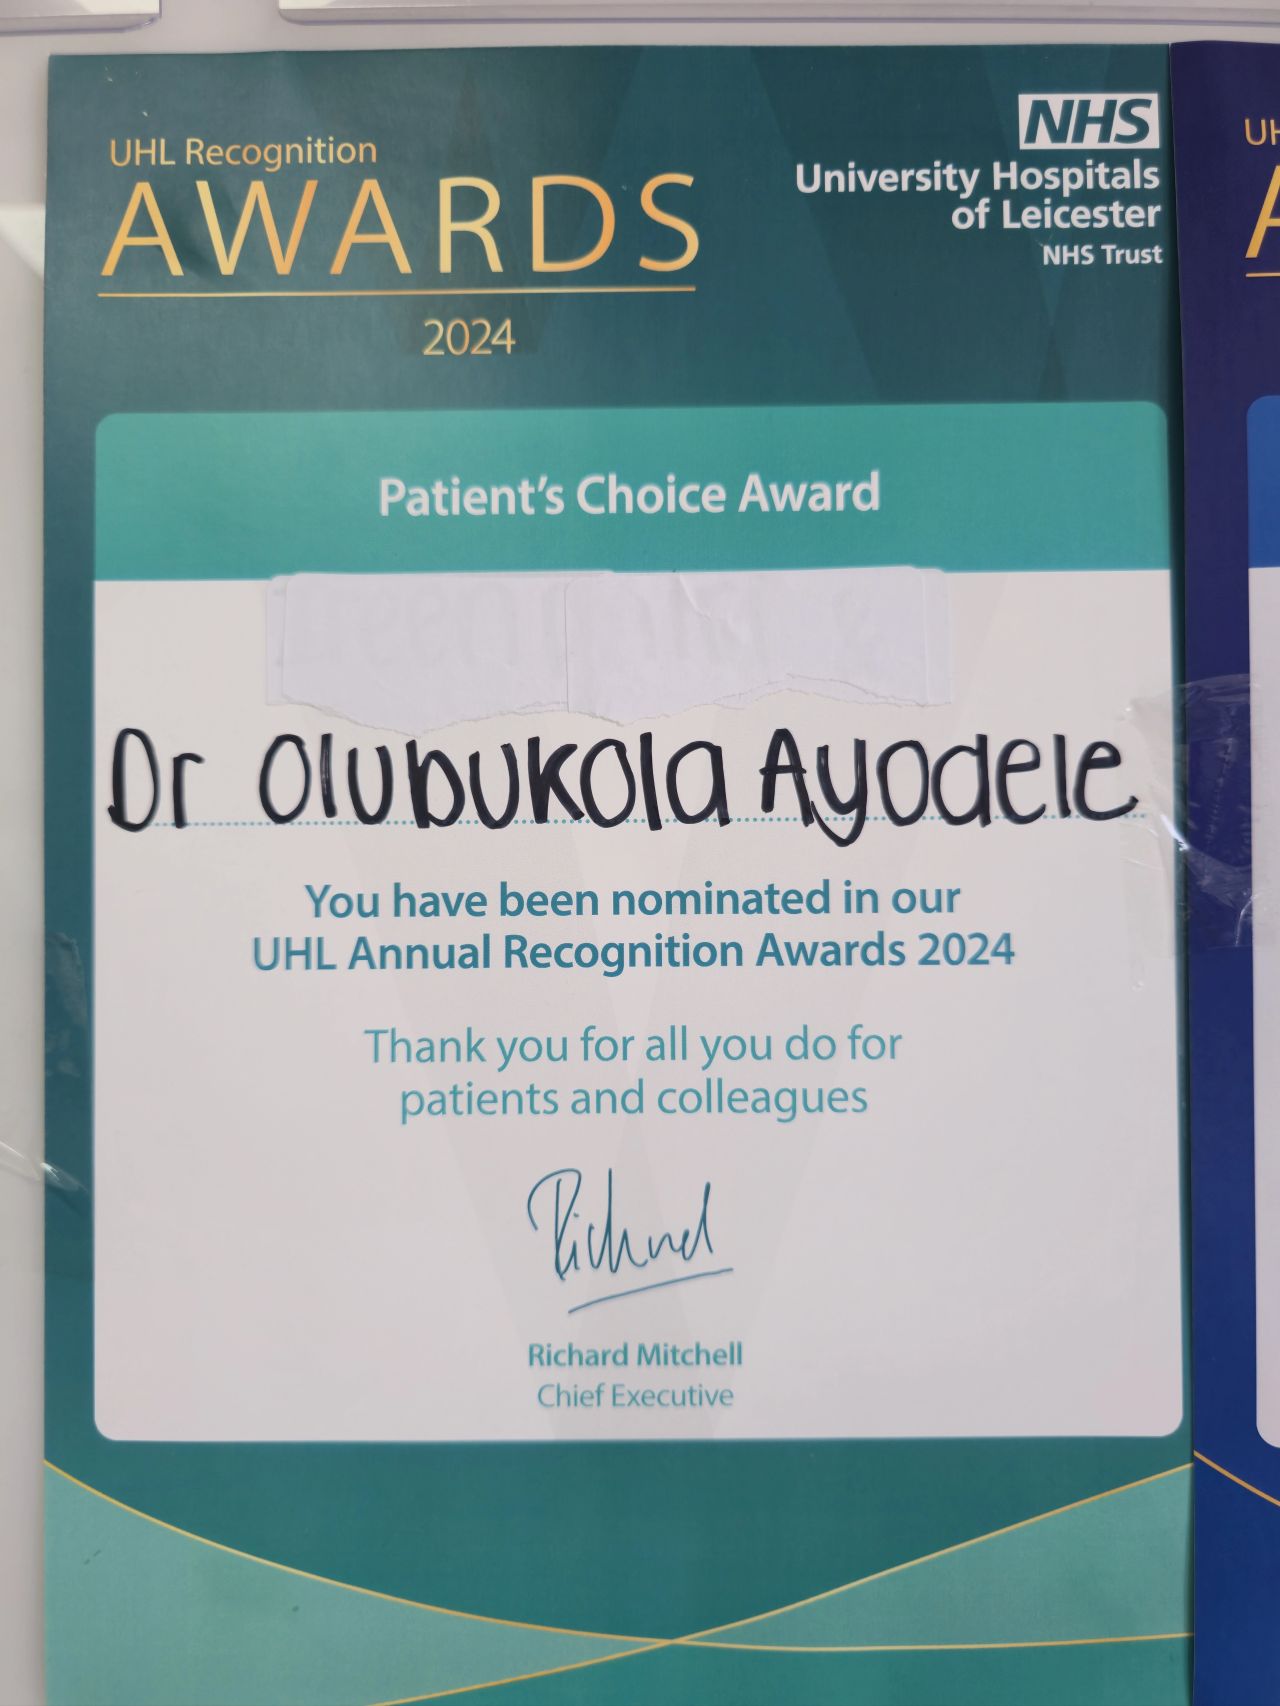 UHL Recognition
AWARDS
2024
NHS
University Hospitals
of Leicester
NHS Trust
Patient's Choice Award
Dr Olubukola Ayodele
You have been nominated in our
UHL Annual Recognition Awards 2024
Thank you for all you do for
patients and colleagues
Richard
Richard Mitchell
Chief Executive